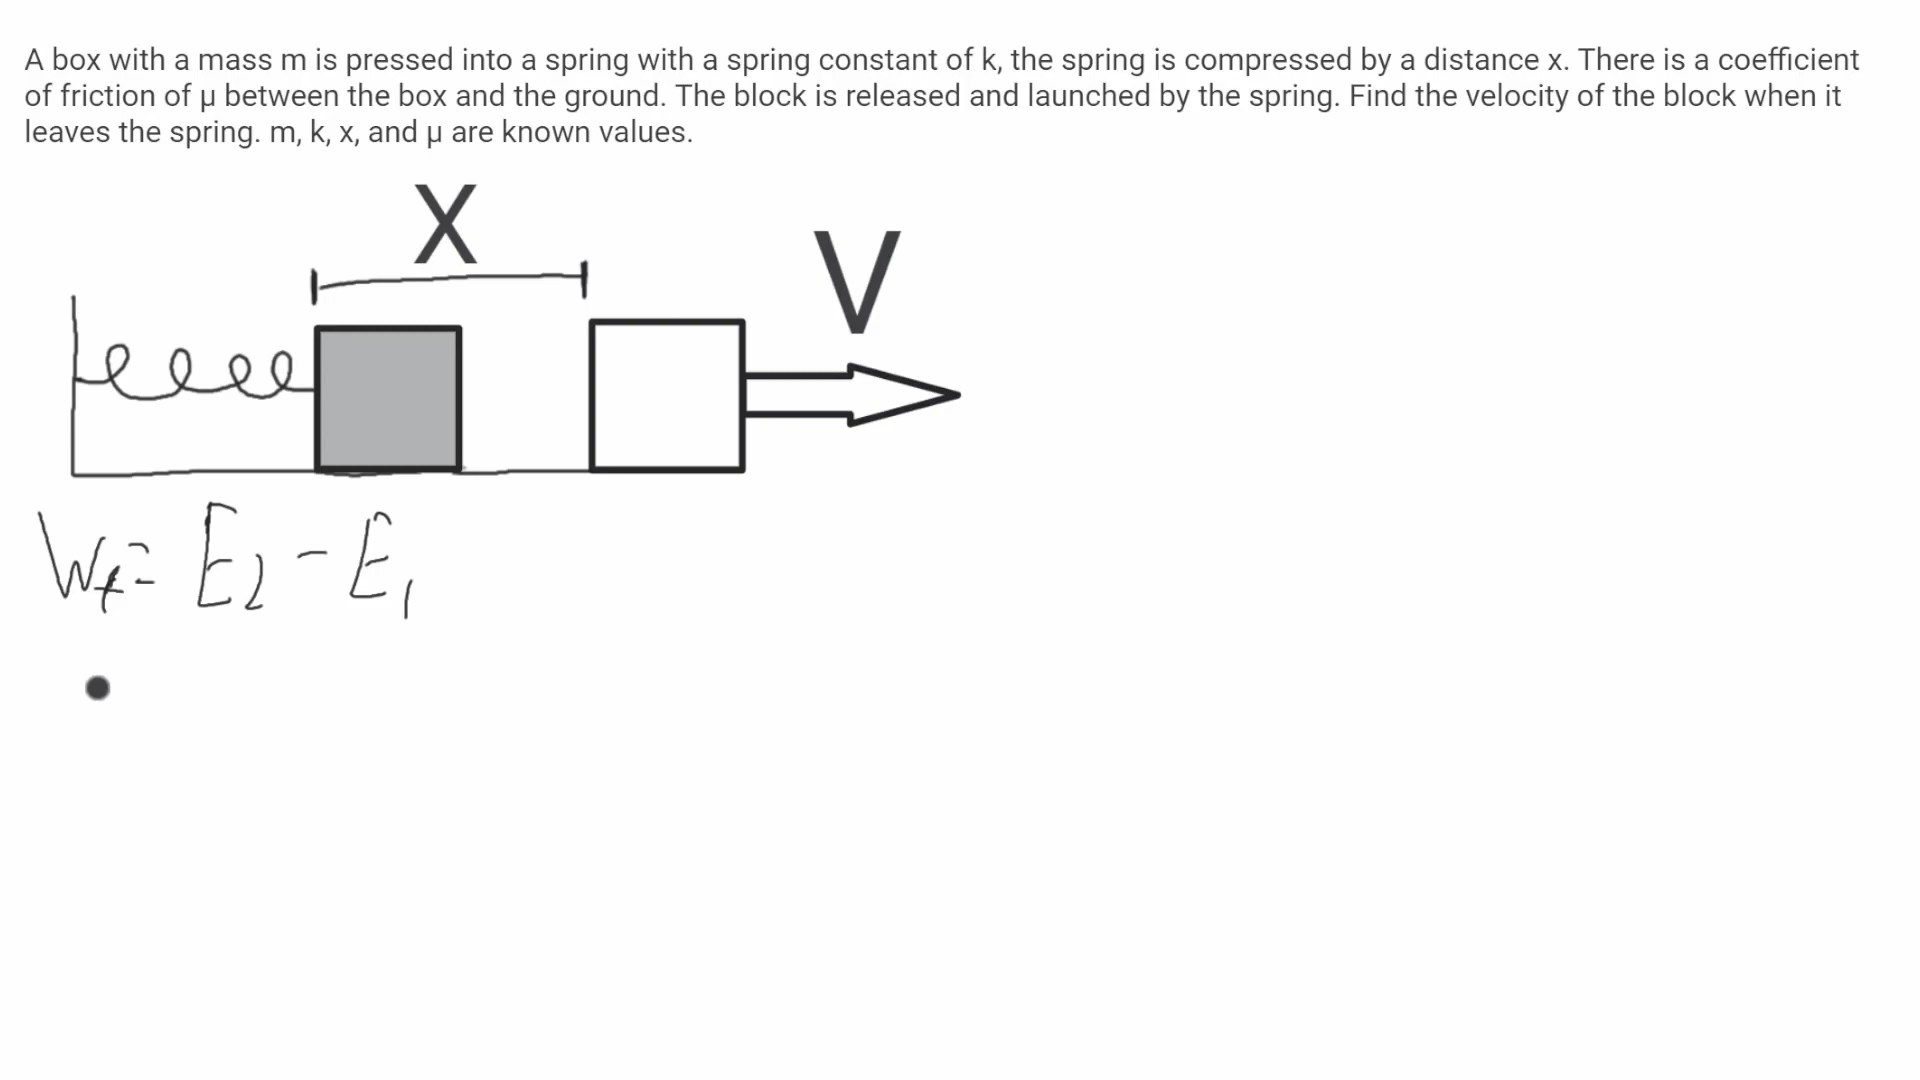 A box with a mass m is pressed into a spring with a spring constant of k, the spring is compressed by a distance x. There is a coefficient
of friction of μ between the box and the ground. The block is released and launched by the spring. Find the velocity of the block when it
leaves the spring. m, k, x, and μ are known values.
X
V
W_f = E_2 - E_1